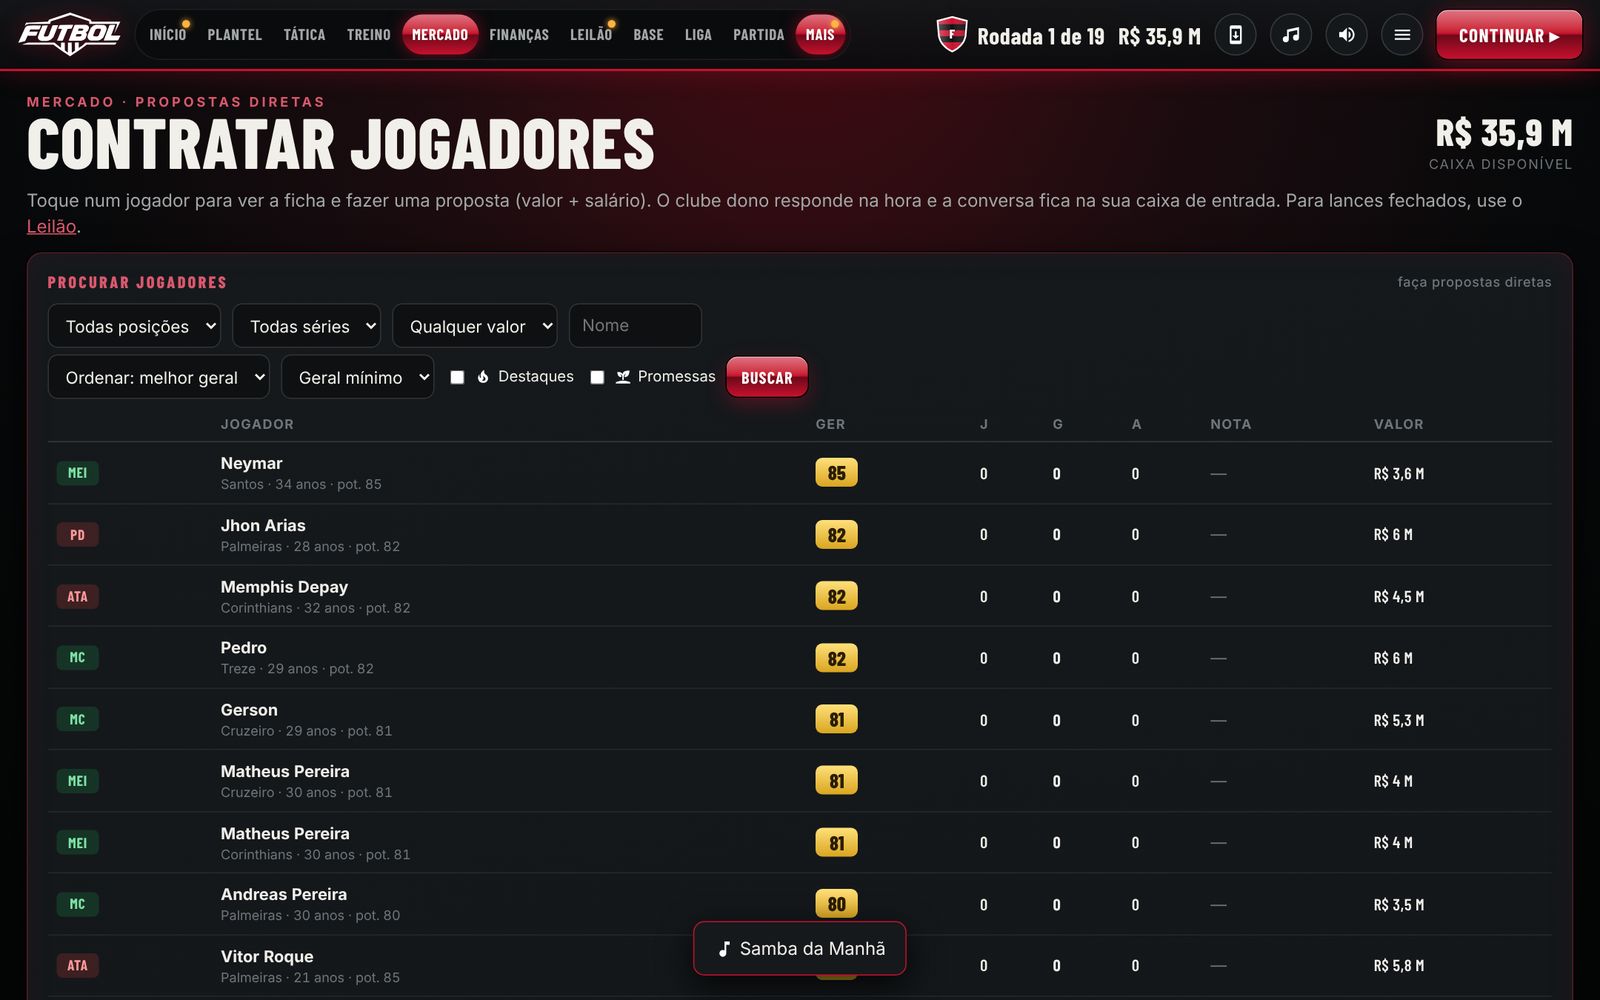 FUTBOL
INÍCIO PLANTEL TÁTICA TREINO MERCADO FINANÇAS LEILÃO BASE LIGA PARTIDA MAIS
F
Rodada 1 de 19 R$ 35,9 M
CONTINUAR ▸
MERCADO · PROPOSTAS DIRETAS
CONTRATAR JOGADORES
R$ 35,9 M
CAIXA DISPONÍVEL
Toque num jogador para ver a ficha e fazer uma proposta (valor + salário). O clube dono responde na hora e a conversa fica na sua caixa de entrada. Para lances fechados, use o
Leilão.
PROCURAR JOGADORES
faça propostas diretas
Todas posições Todas séries Qualquer valor Nome
Ordenar: melhor geral Geral mínimo Destaques Promessas BUSCAR
JOGADOR GER J G A NOTA VALOR
MEI Neymar 85 0 0 0 — R$ 3,6 M
Santos · 34 anos · pot. 85
PD Jhon Arias 82 0 0 0 — R$ 6 M
Palmeiras · 28 anos · pot. 82
ATA Memphis Depay 82 0 0 0 — R$ 4,5 M
Corinthians · 32 anos · pot. 82
MC Pedro 82 0 0 0 — R$ 6 M
Treze · 29 anos · pot. 82
MC Gerson 81 0 0 0 — R$ 5,3 M
Cruzeiro · 29 anos · pot. 81
MEI Matheus Pereira 81 0 0 0 — R$ 4 M
Cruzeiro · 30 anos · pot. 81
MEI Matheus Pereira 81 0 0 0 — R$ 4 M
Corinthians · 30 anos · pot. 81
MC Andreas Pereira 80 0 0 0 — R$ 3,5 M
Palmeiras · 30 anos · pot. 80
Samba da Manhã
ATA Vitor Roque 0 0 0 — R$ 5,8 M
Palmeiras · 21 anos · pot. 85